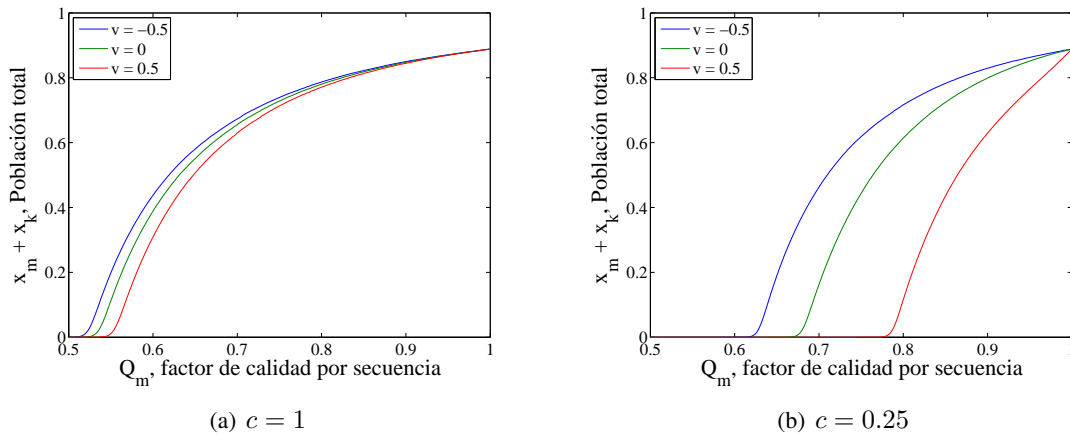 v = −0.5
v = 0
v = 0.5
1
0.8
0.6
0.4
0.2
0
x_m + x_k, Población total
0.5 0.6 0.7 0.8 0.9 1
Q_m, factor de calidad por secuencia
(a) c = 1
v = −0.5
v = 0
v = 0.5
1
0.8
0.6
0.4
0.2
0
x_m + x_k, Población total
0.5 0.6 0.7 0.8 0.9 1
Q_m, factor de calidad por secuencia
(b) c = 0.25